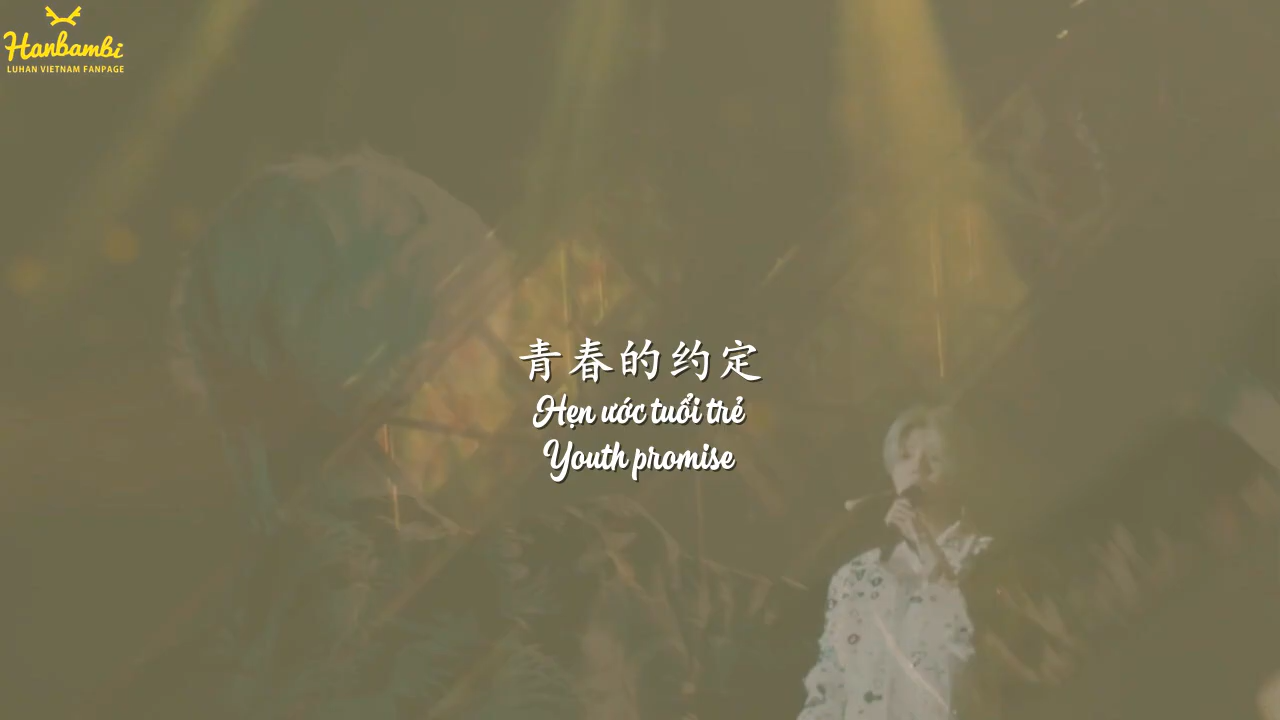 Hanbambi
LUHAN VIETNAM FANPAGE
青春的约定
Hẹn ước tuổi trẻ
Youth promise